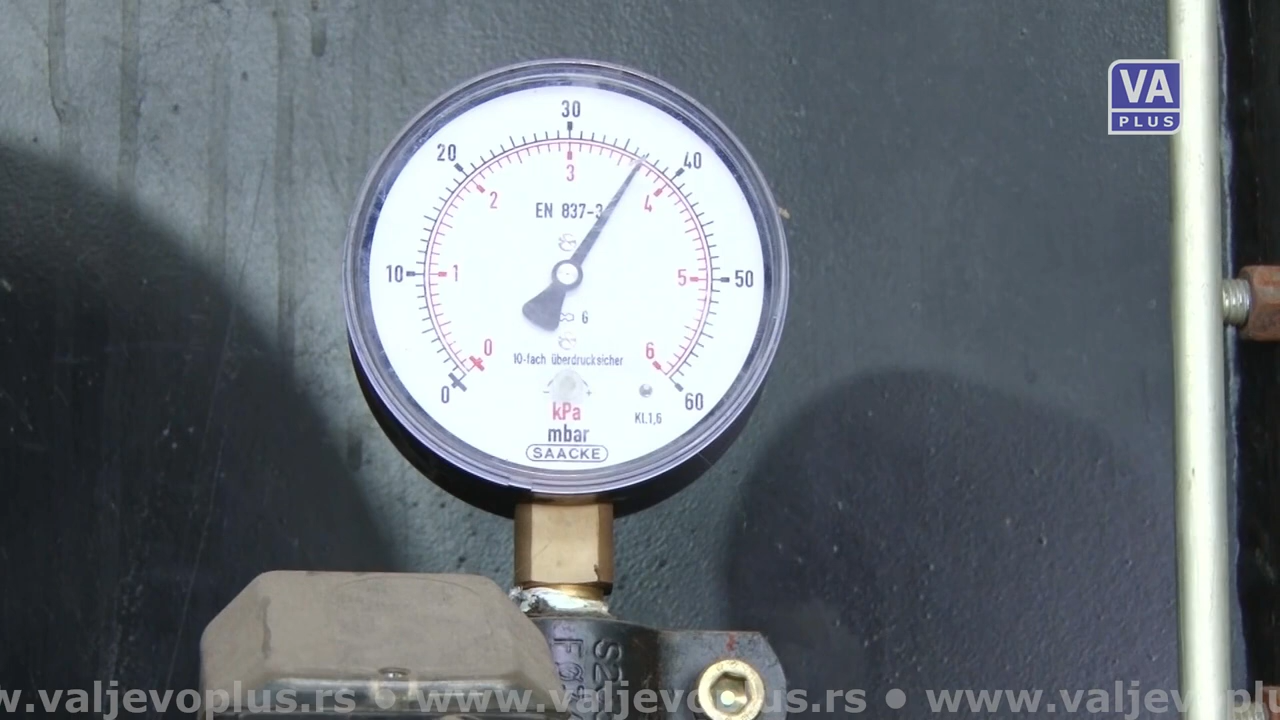 VA
PLUS
30
20
40
3
2
4
EN 837-3
10
1
5
50
6
0
10-fach überdrucksicher
6
0
60
- +
kPa
Kl.1,6
mbar
SAACKE
www.valjevoplus.rs ● www.valjevoplus.rs ● www.valjevoplus